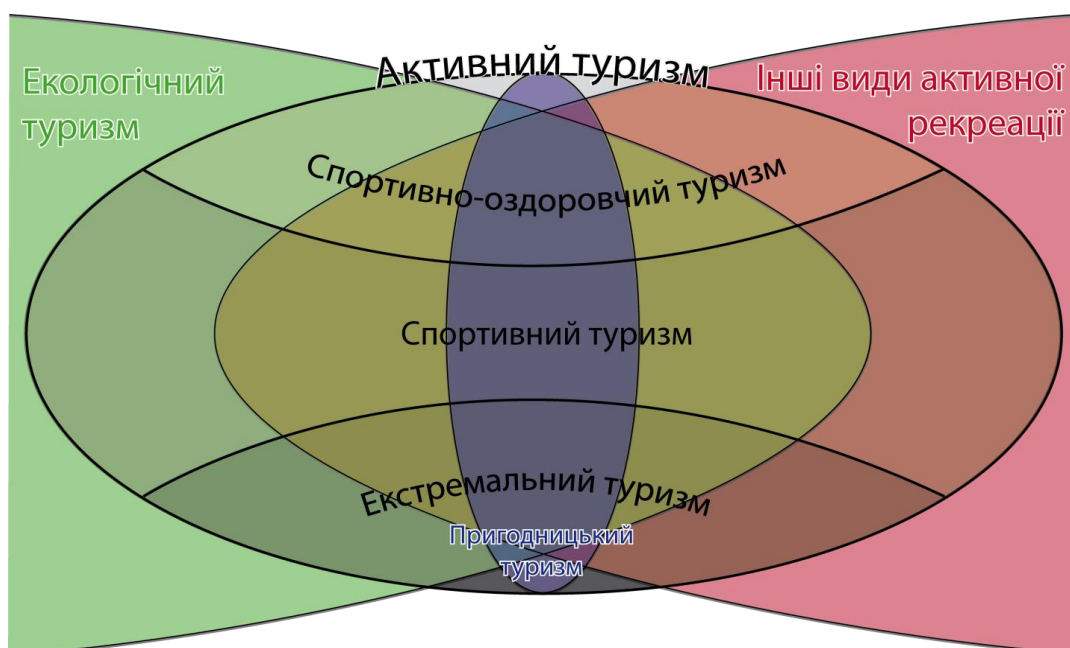 Активний туризм
Екологічний
туризм
Інші види активної
рекреації
Спортивно-оздоровчий туризм
Спортивний туризм
Екстремальний туризм
Пригодницький
туризм